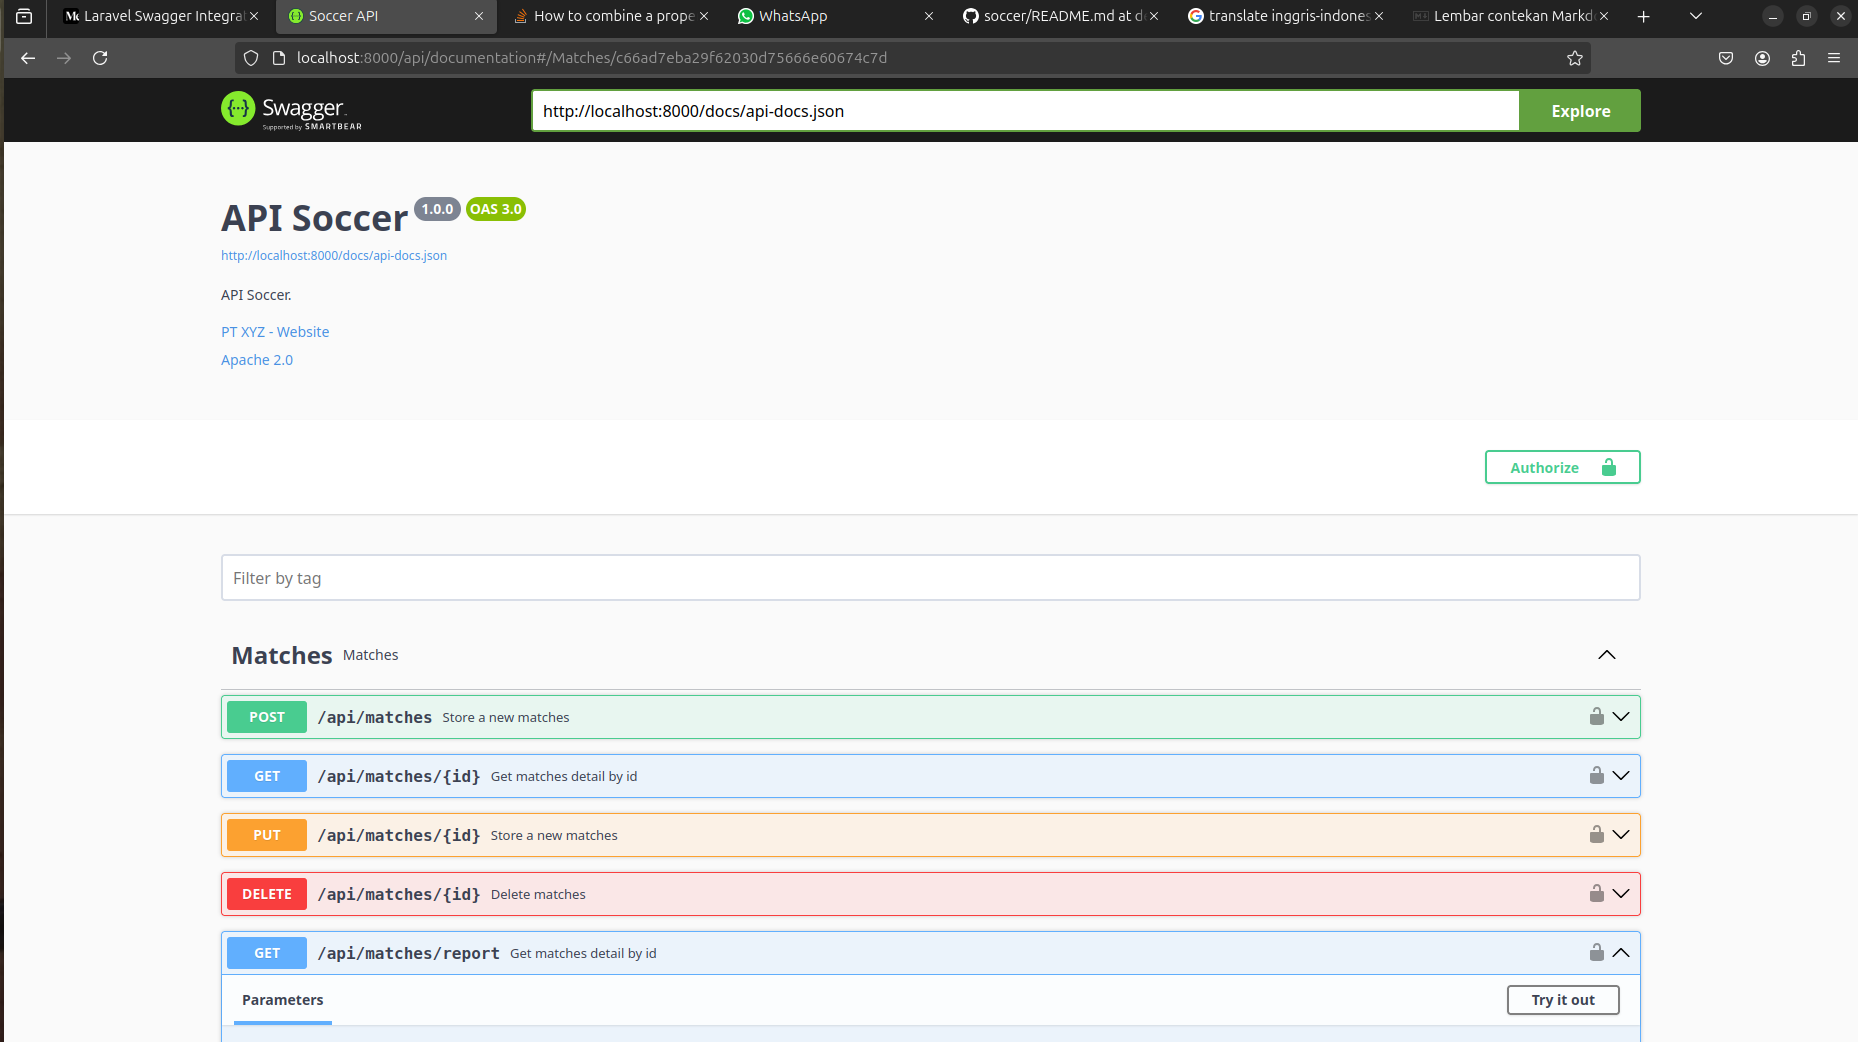 Laravel Swagger Integrat
Soccer API
How to combine a prope
WhatsApp
soccer/README.md at d
translate inggris-indones
Lembar contekan Markd
localhost:8000/api/documentation#/Matches/c66ad7eba29f62030d75666e60674c7d
Swagger
Supported by SMARTBEAR
http://localhost:8000/docs/api-docs.json
Explore
API Soccer 1.0.0 OAS 3.0
http://localhost:8000/docs/api-docs.json
API Soccer.
PT XYZ - Website
Apache 2.0
Authorize
Filter by tag
Matches Matches
POST /api/matches Store a new matches
GET /api/matches/{id} Get matches detail by id
PUT /api/matches/{id} Store a new matches
DELETE /api/matches/{id} Delete matches
GET /api/matches/report Get matches detail by id
Parameters
Try it out